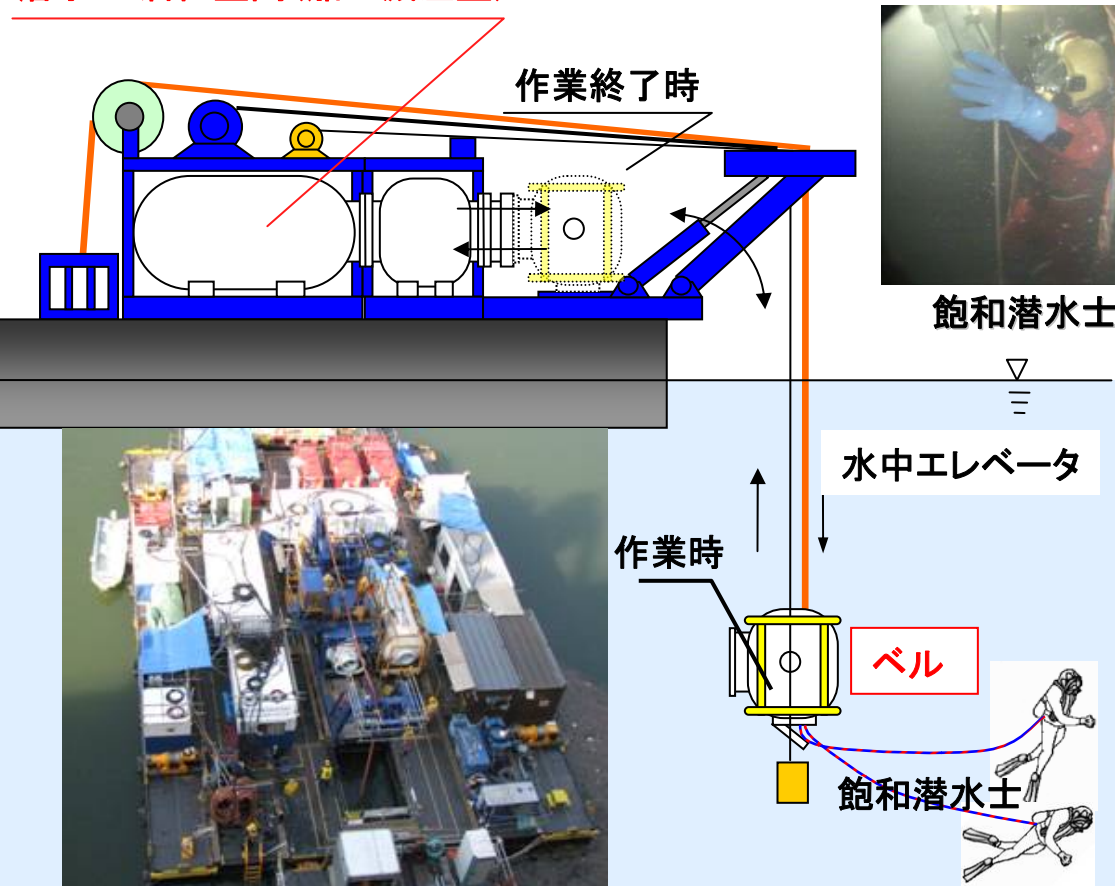 作業終了時
飽和潜水士
水中エレベータ
作業時
ベル
飽和潜水士